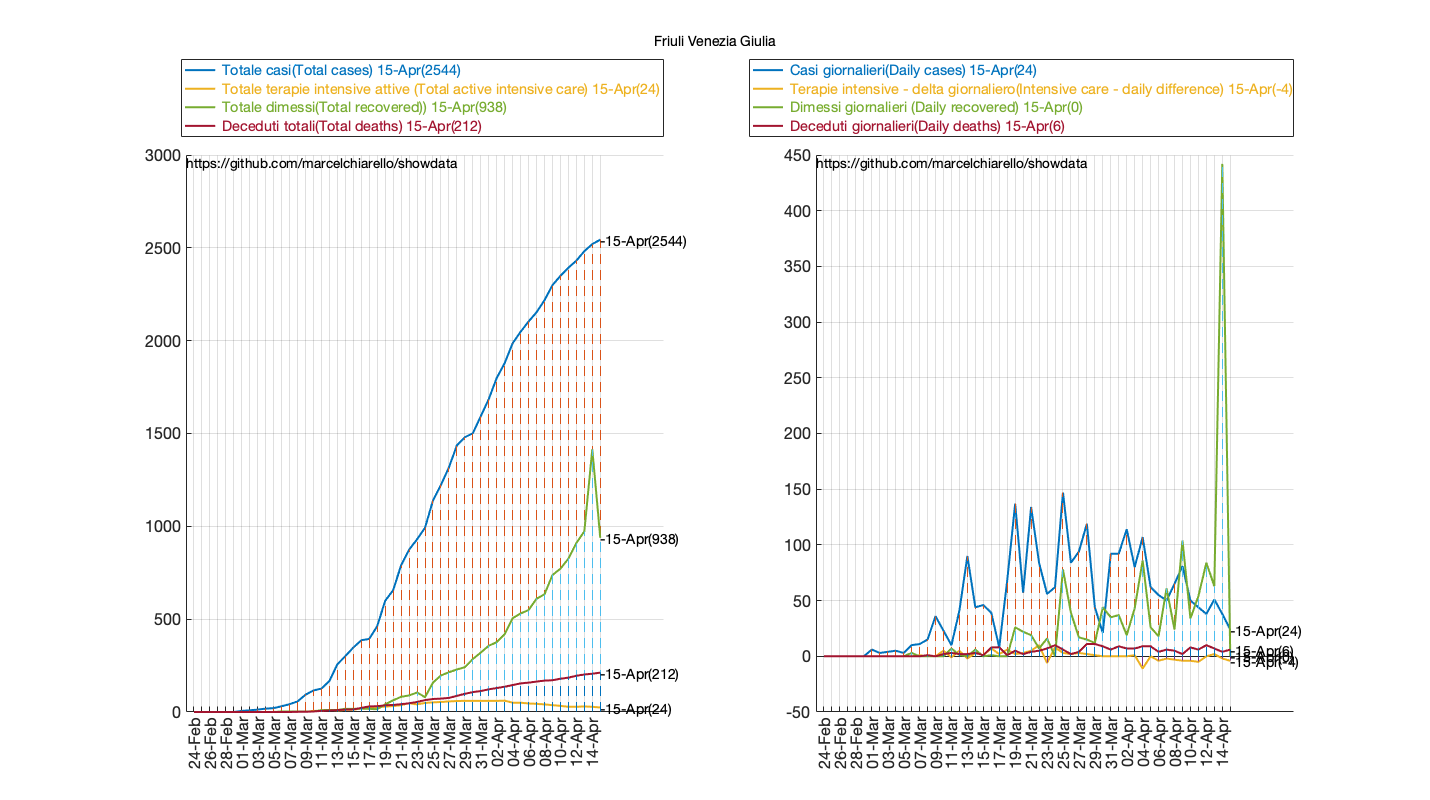 Friuli Venezia Giulia
Totale casi(Total cases) 15-Apr(2544)
Totale terapie intensive attive (Total active intensive care) 15-Apr(24)
Totale dimessi(Total recovered)) 15-Apr(938)
Deceduti totali(Total deaths) 15-Apr(212)
https://github.com/marcelchiarello/showdata
3000
2500
2000
1500
1000
500
0
-15-Apr(2544)
-15-Apr(938)
-15-Apr(212)
-15-Apr(24)
24-Feb
26-Feb
28-Feb
01-Mar
03-Mar
05-Mar
07-Mar
09-Mar
11-Mar
13-Mar
15-Mar
17-Mar
19-Mar
21-Mar
23-Mar
25-Mar
27-Mar
29-Mar
31-Mar
02-Apr
04-Apr
06-Apr
08-Apr
10-Apr
12-Apr
14-Apr
Casi giornalieri(Daily cases) 15-Apr(24)
Terapie intensive - delta giornaliero(Intensive care - daily difference) 15-Apr(-4)
Dimessi giornalieri (Daily recovered) 15-Apr(0)
Deceduti giornalieri(Daily deaths) 15-Apr(6)
https://github.com/marcelchiarello/showdata
450
400
350
300
250
200
150
100
50
0
-50
-15-Apr(24)
-15-Apr(6)
-15-Apr(-4)
24-Feb
26-Feb
28-Feb
01-Mar
03-Mar
05-Mar
07-Mar
09-Mar
11-Mar
13-Mar
15-Mar
17-Mar
19-Mar
21-Mar
23-Mar
25-Mar
27-Mar
29-Mar
31-Mar
02-Apr
04-Apr
06-Apr
08-Apr
10-Apr
12-Apr
14-Apr